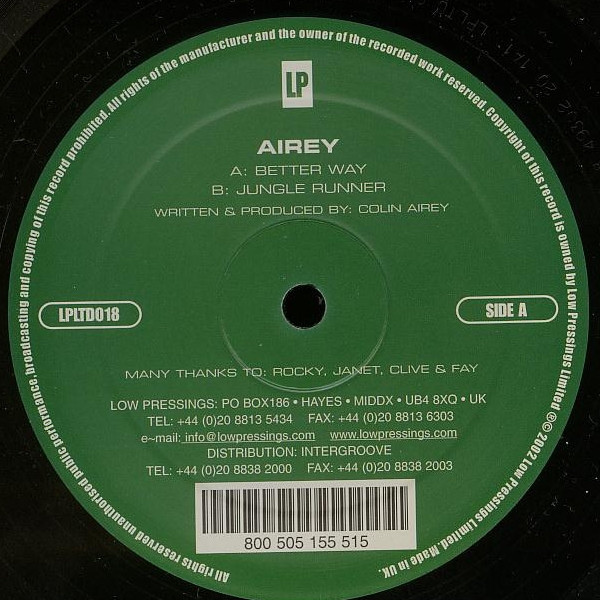 LP
AIREY
A: BETTER WAY
B: JUNGLE RUNNER
WRITTEN & PRODUCED BY: COLIN AIREY
LPLTD018
SIDE A
MANY THANKS TO: ROCKY, JANET, CLIVE & FAY
LOW PRESSINGS: PO BOX186 • HAYES • MIDDX • UB4 8XQ • UK
TEL: +44 (0)20 8813 5434 FAX: +44 (0)20 8813 6303
e~mail: info@lowpressings.com www.lowpressings.com
DISTRIBUTION: INTERGROOVE
TEL: +44 (0)20 8838 2000 FAX: +44 (0)20 8838 2003
800 505 155 515
All rights reserved unauthorised public performance, broadcasting and copying of this record prohibited. All rights of the manufacturer and the owner of the recorded work reserved. Copyright of this record is owned by Low Pressings Limited ℗©2002 Low Pressings Limited. Made in UK.